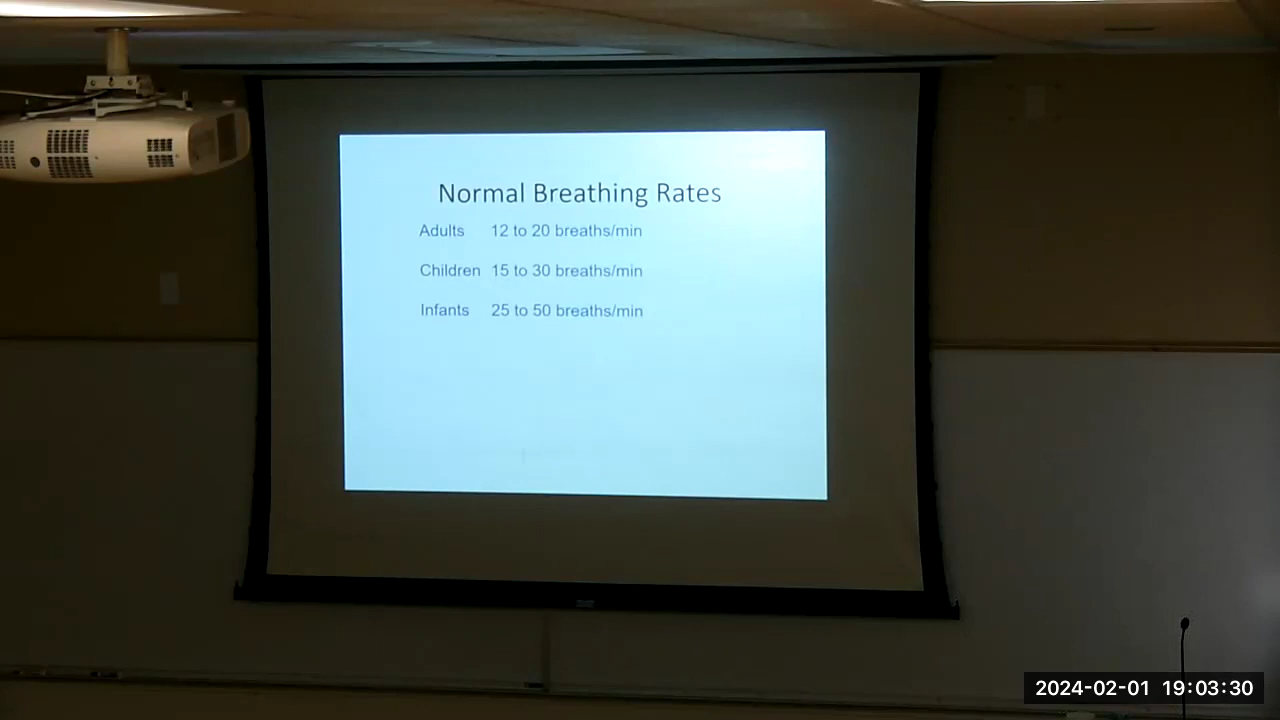 Normal Breathing Rates
Adults 12 to 20 breaths/min
Children 15 to 30 breaths/min
Infants 25 to 50 breaths/min
2024-02-01 19:03:30